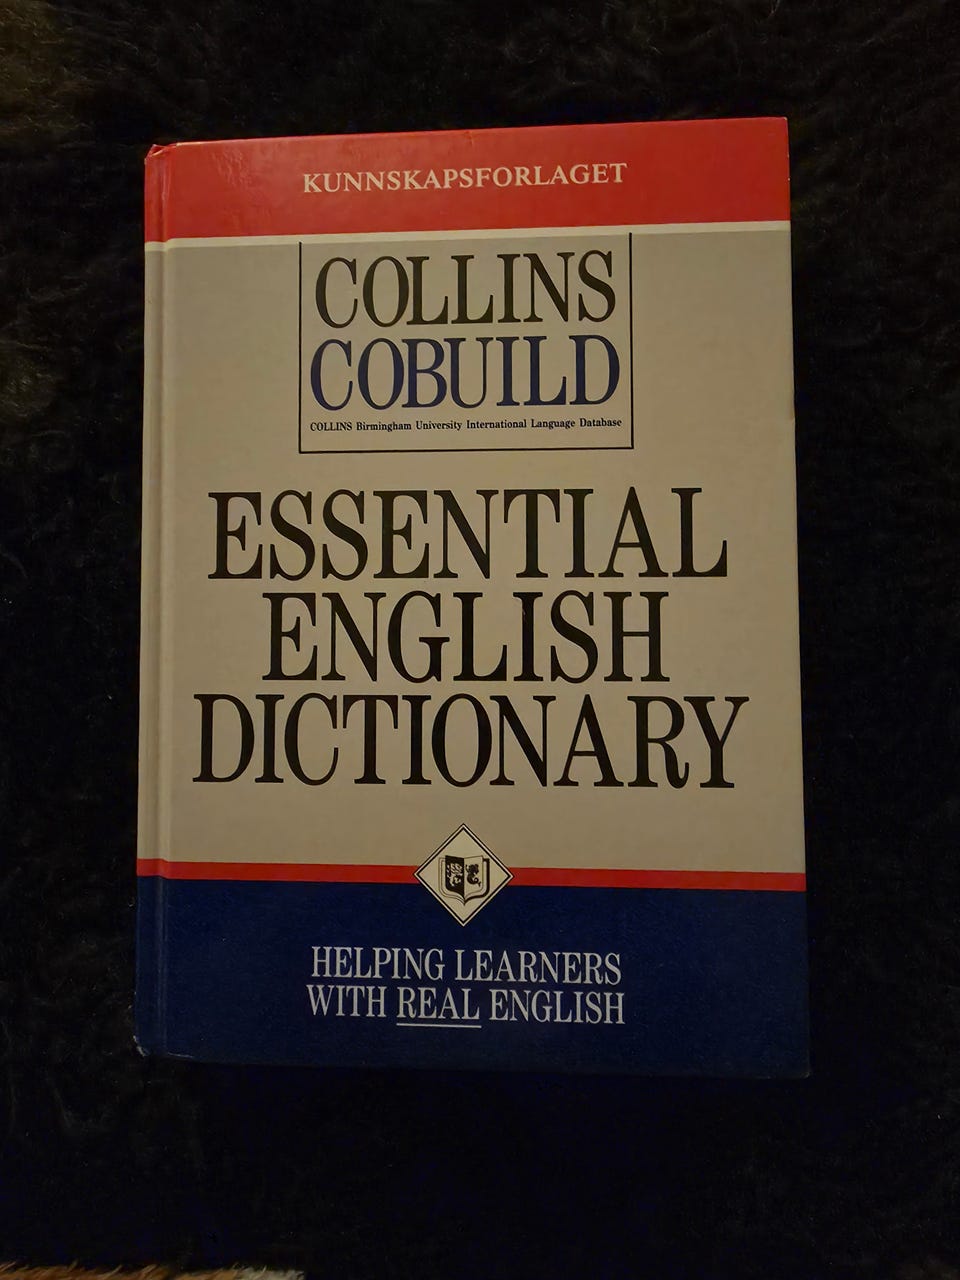 KUNNSKAPSFORLAGET
COLLINS
COBUILD
COLLINS Birmingham University International Language Database
ESSENTIAL
ENGLISH
DICTIONARY
HELPING LEARNERS
WITH REAL ENGLISH